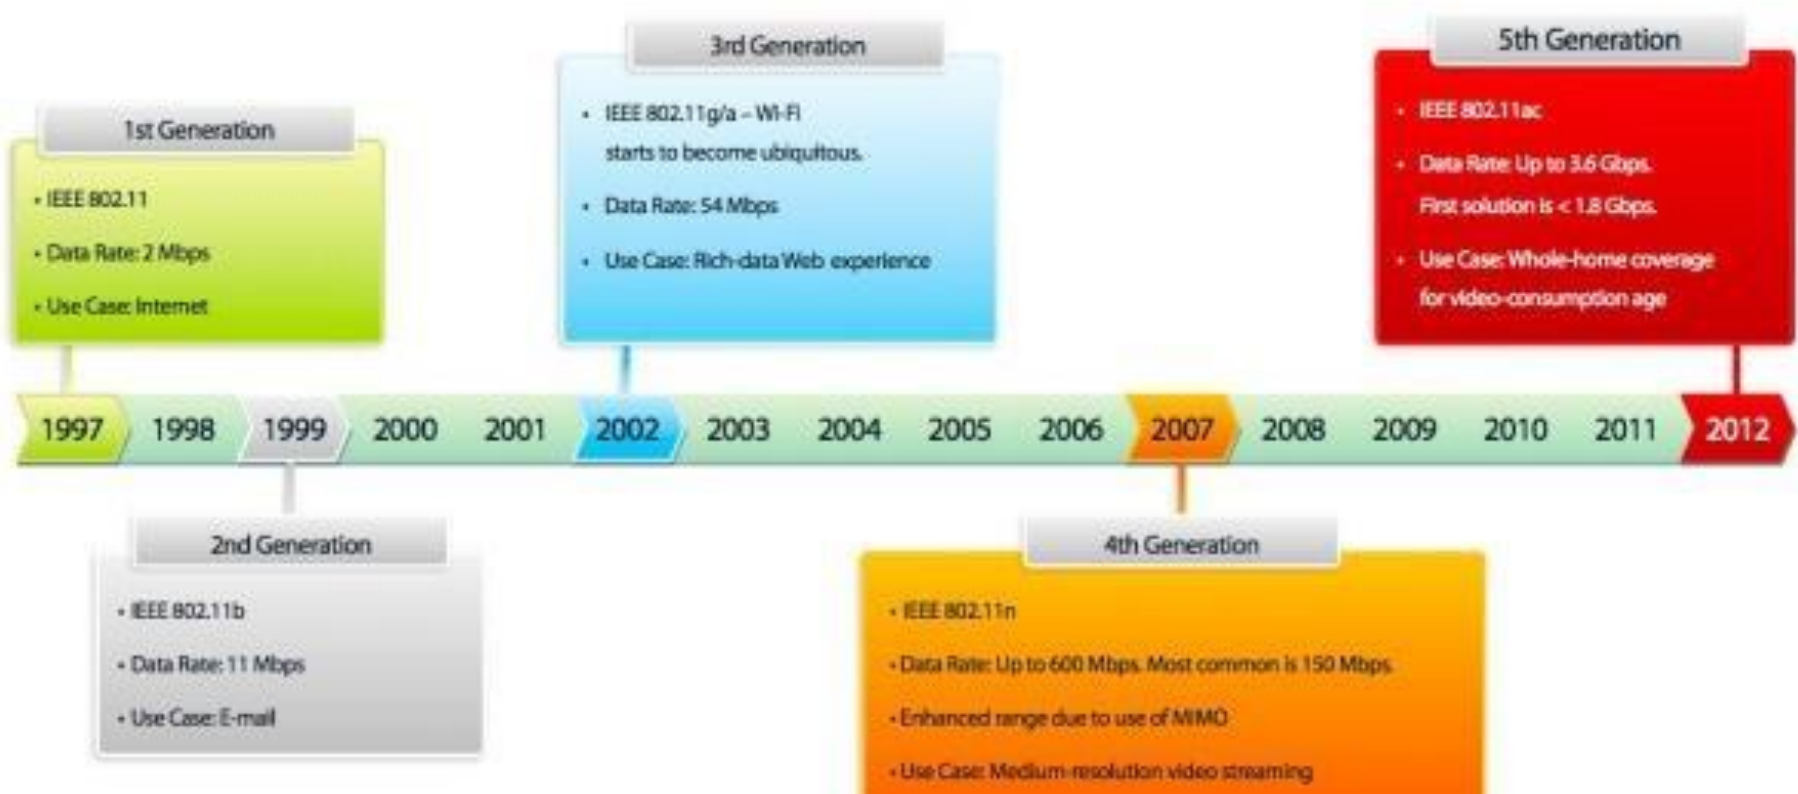 3rd Generation
• IEEE 802.11g/a – Wi-Fi
starts to become ubiquitous.
• Data Rate: 54 Mbps
• Use Case: Rich-data Web experience
5th Generation
• IEEE 802.11ac
• Data Rate: Up to 3.6 Gbps.
First solution is < 1.8 Gbps.
• Use Case: Whole-home coverage
for video-consumption age
1st Generation
• IEEE 802.11
• Data Rate: 2 Mbps
• Use Case: Internet
1997 1998 1999 2000 2001 2002 2003 2004 2005 2006 2007 2008 2009 2010 2011 2012
2nd Generation
• IEEE 802.11b
• Data Rate: 11 Mbps
• Use Case: E-mail
4th Generation
• IEEE 802.11n
• Data Rate: Up to 600 Mbps. Most common is 150 Mbps.
• Enhanced range due to use of MIMO
• Use Case: Medium-resolution video streaming